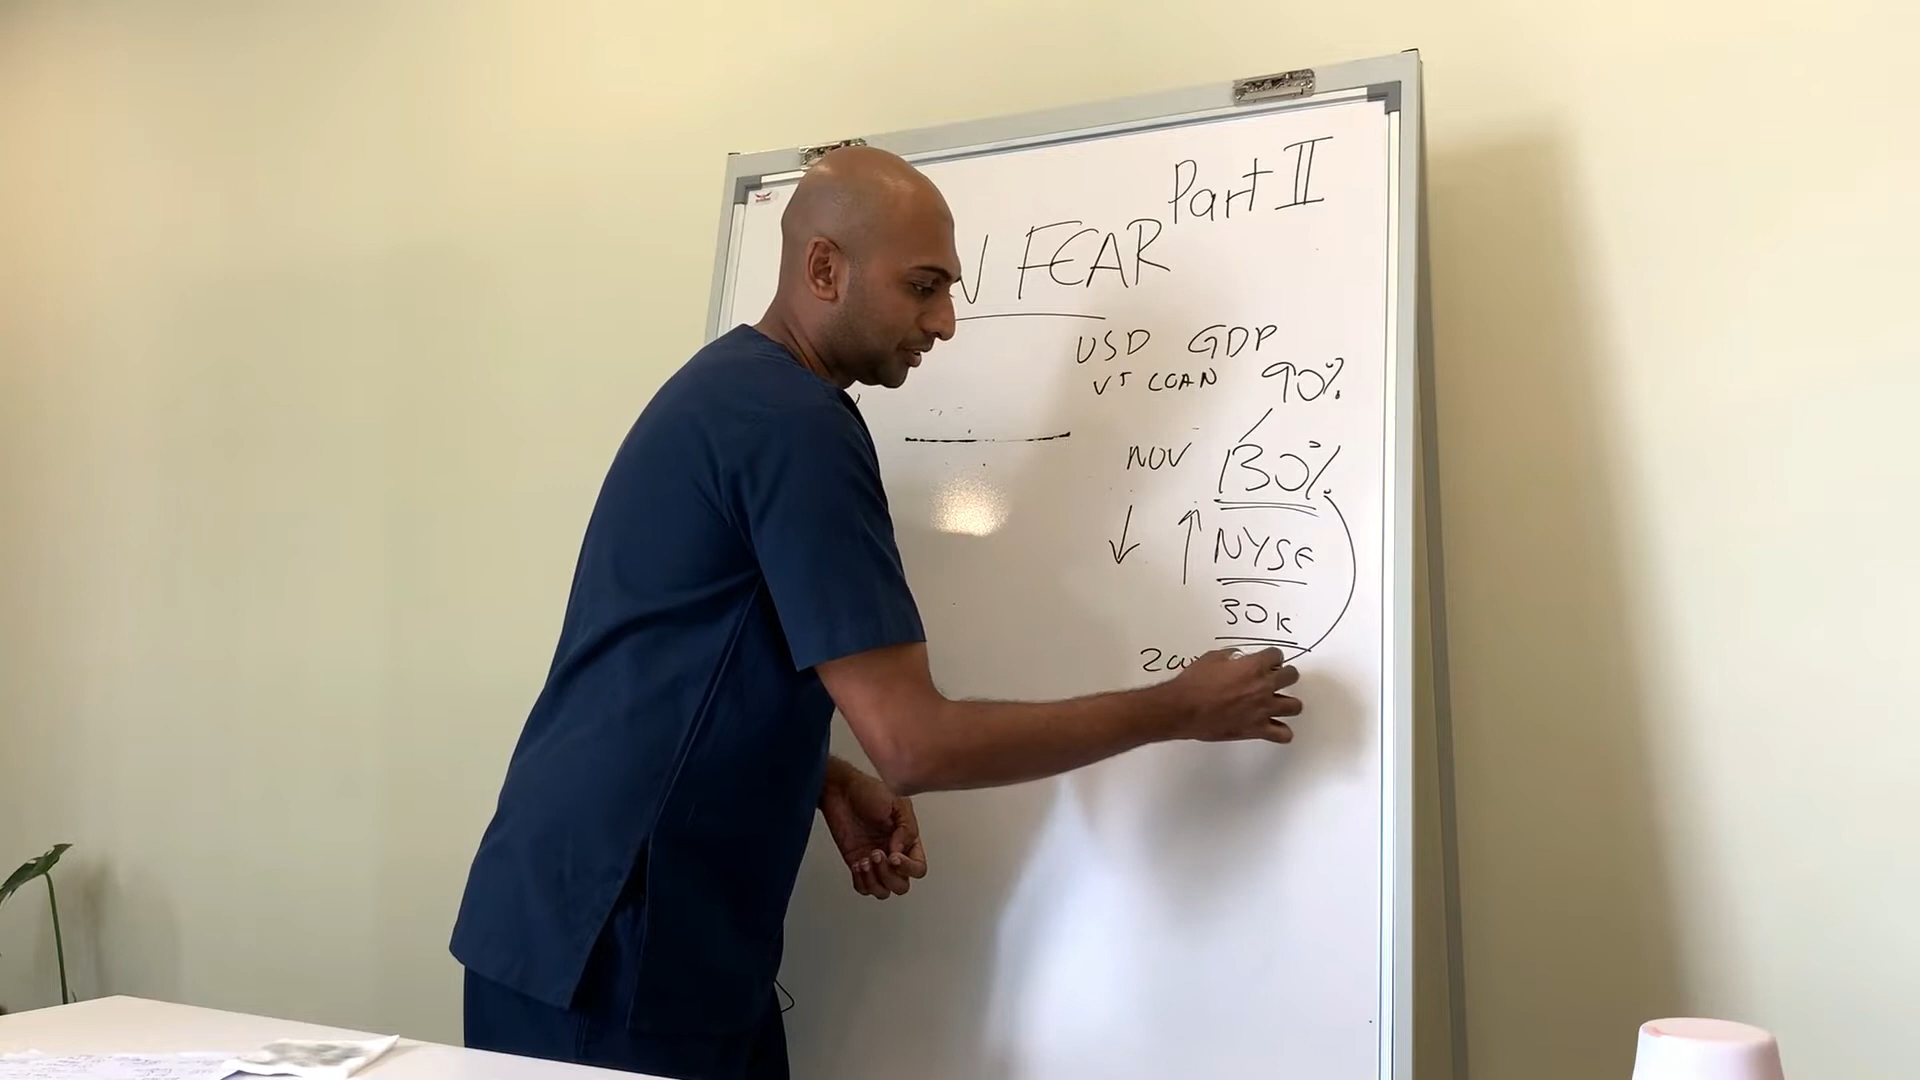 Part II
N FEAR
USD GDP
VS LOAN 90%
NOV 130%
NYSE
30K